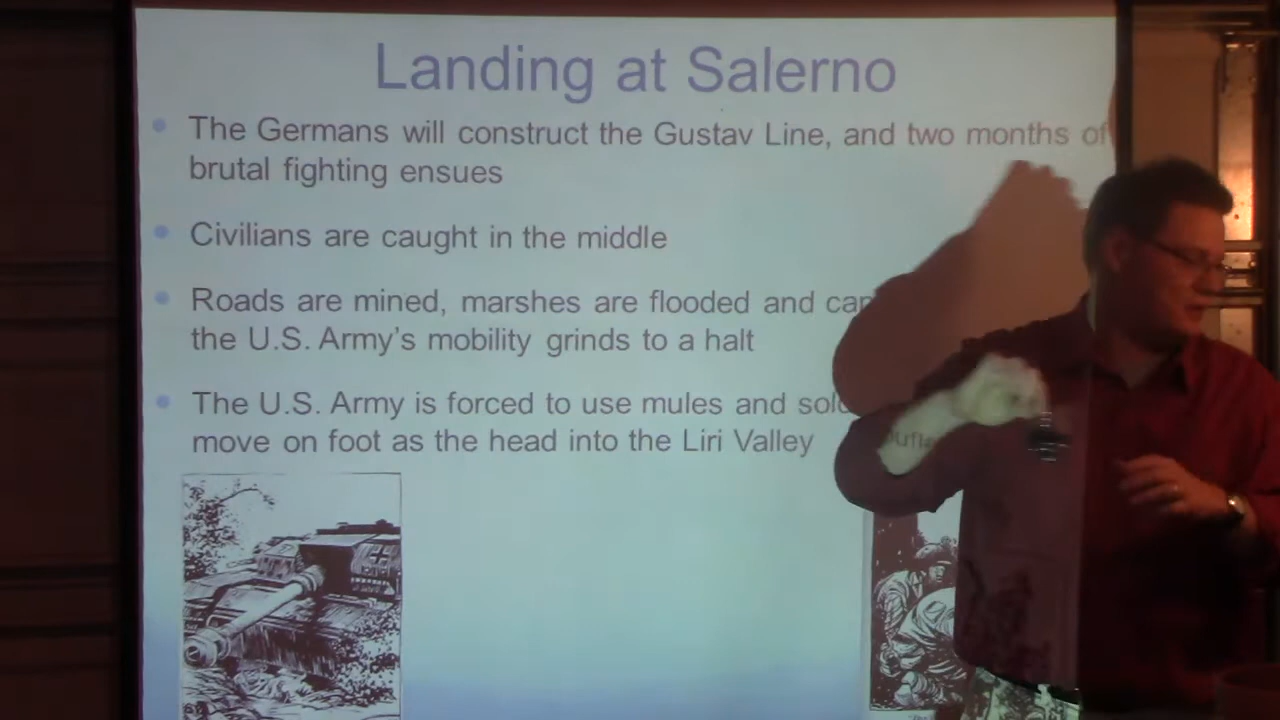 Landing at Salerno
The Germans will construct the Gustav Line, and two months of
brutal fighting ensues
Civilians are caught in the middle
Roads are mined, marshes are flooded and
the U.S. Army's mobility grinds to a halt
The U.S. Army is forced to use mules and
move on foot as the head into the Liri Valley